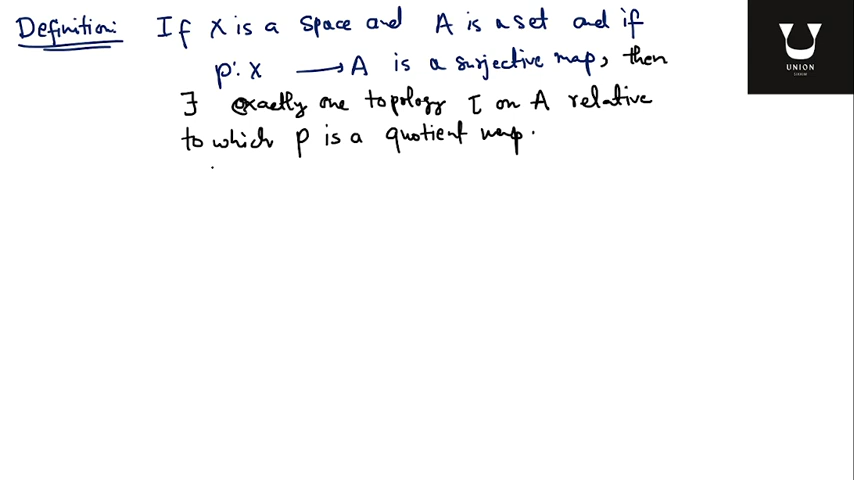 Definition: If X is a space and A is a set and if
p: X → A is a surjective map, then
∃ exactly one topology τ on A relative
to which p is a quotient map.
UNION